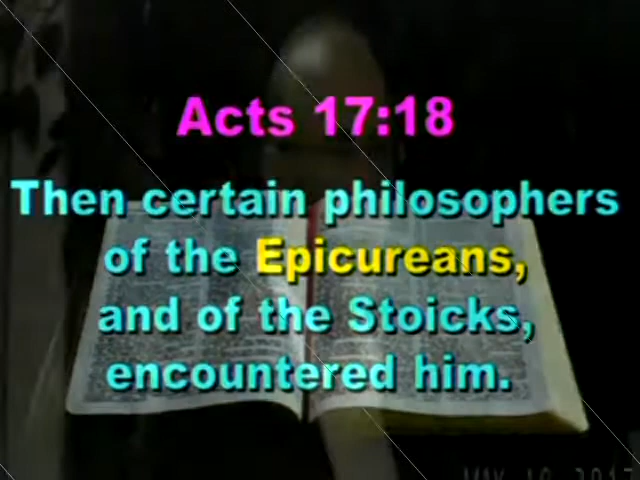 Acts 17:18
Then certain philosophers
of the Epicureans,
and of the Stoicks,
encountered him.